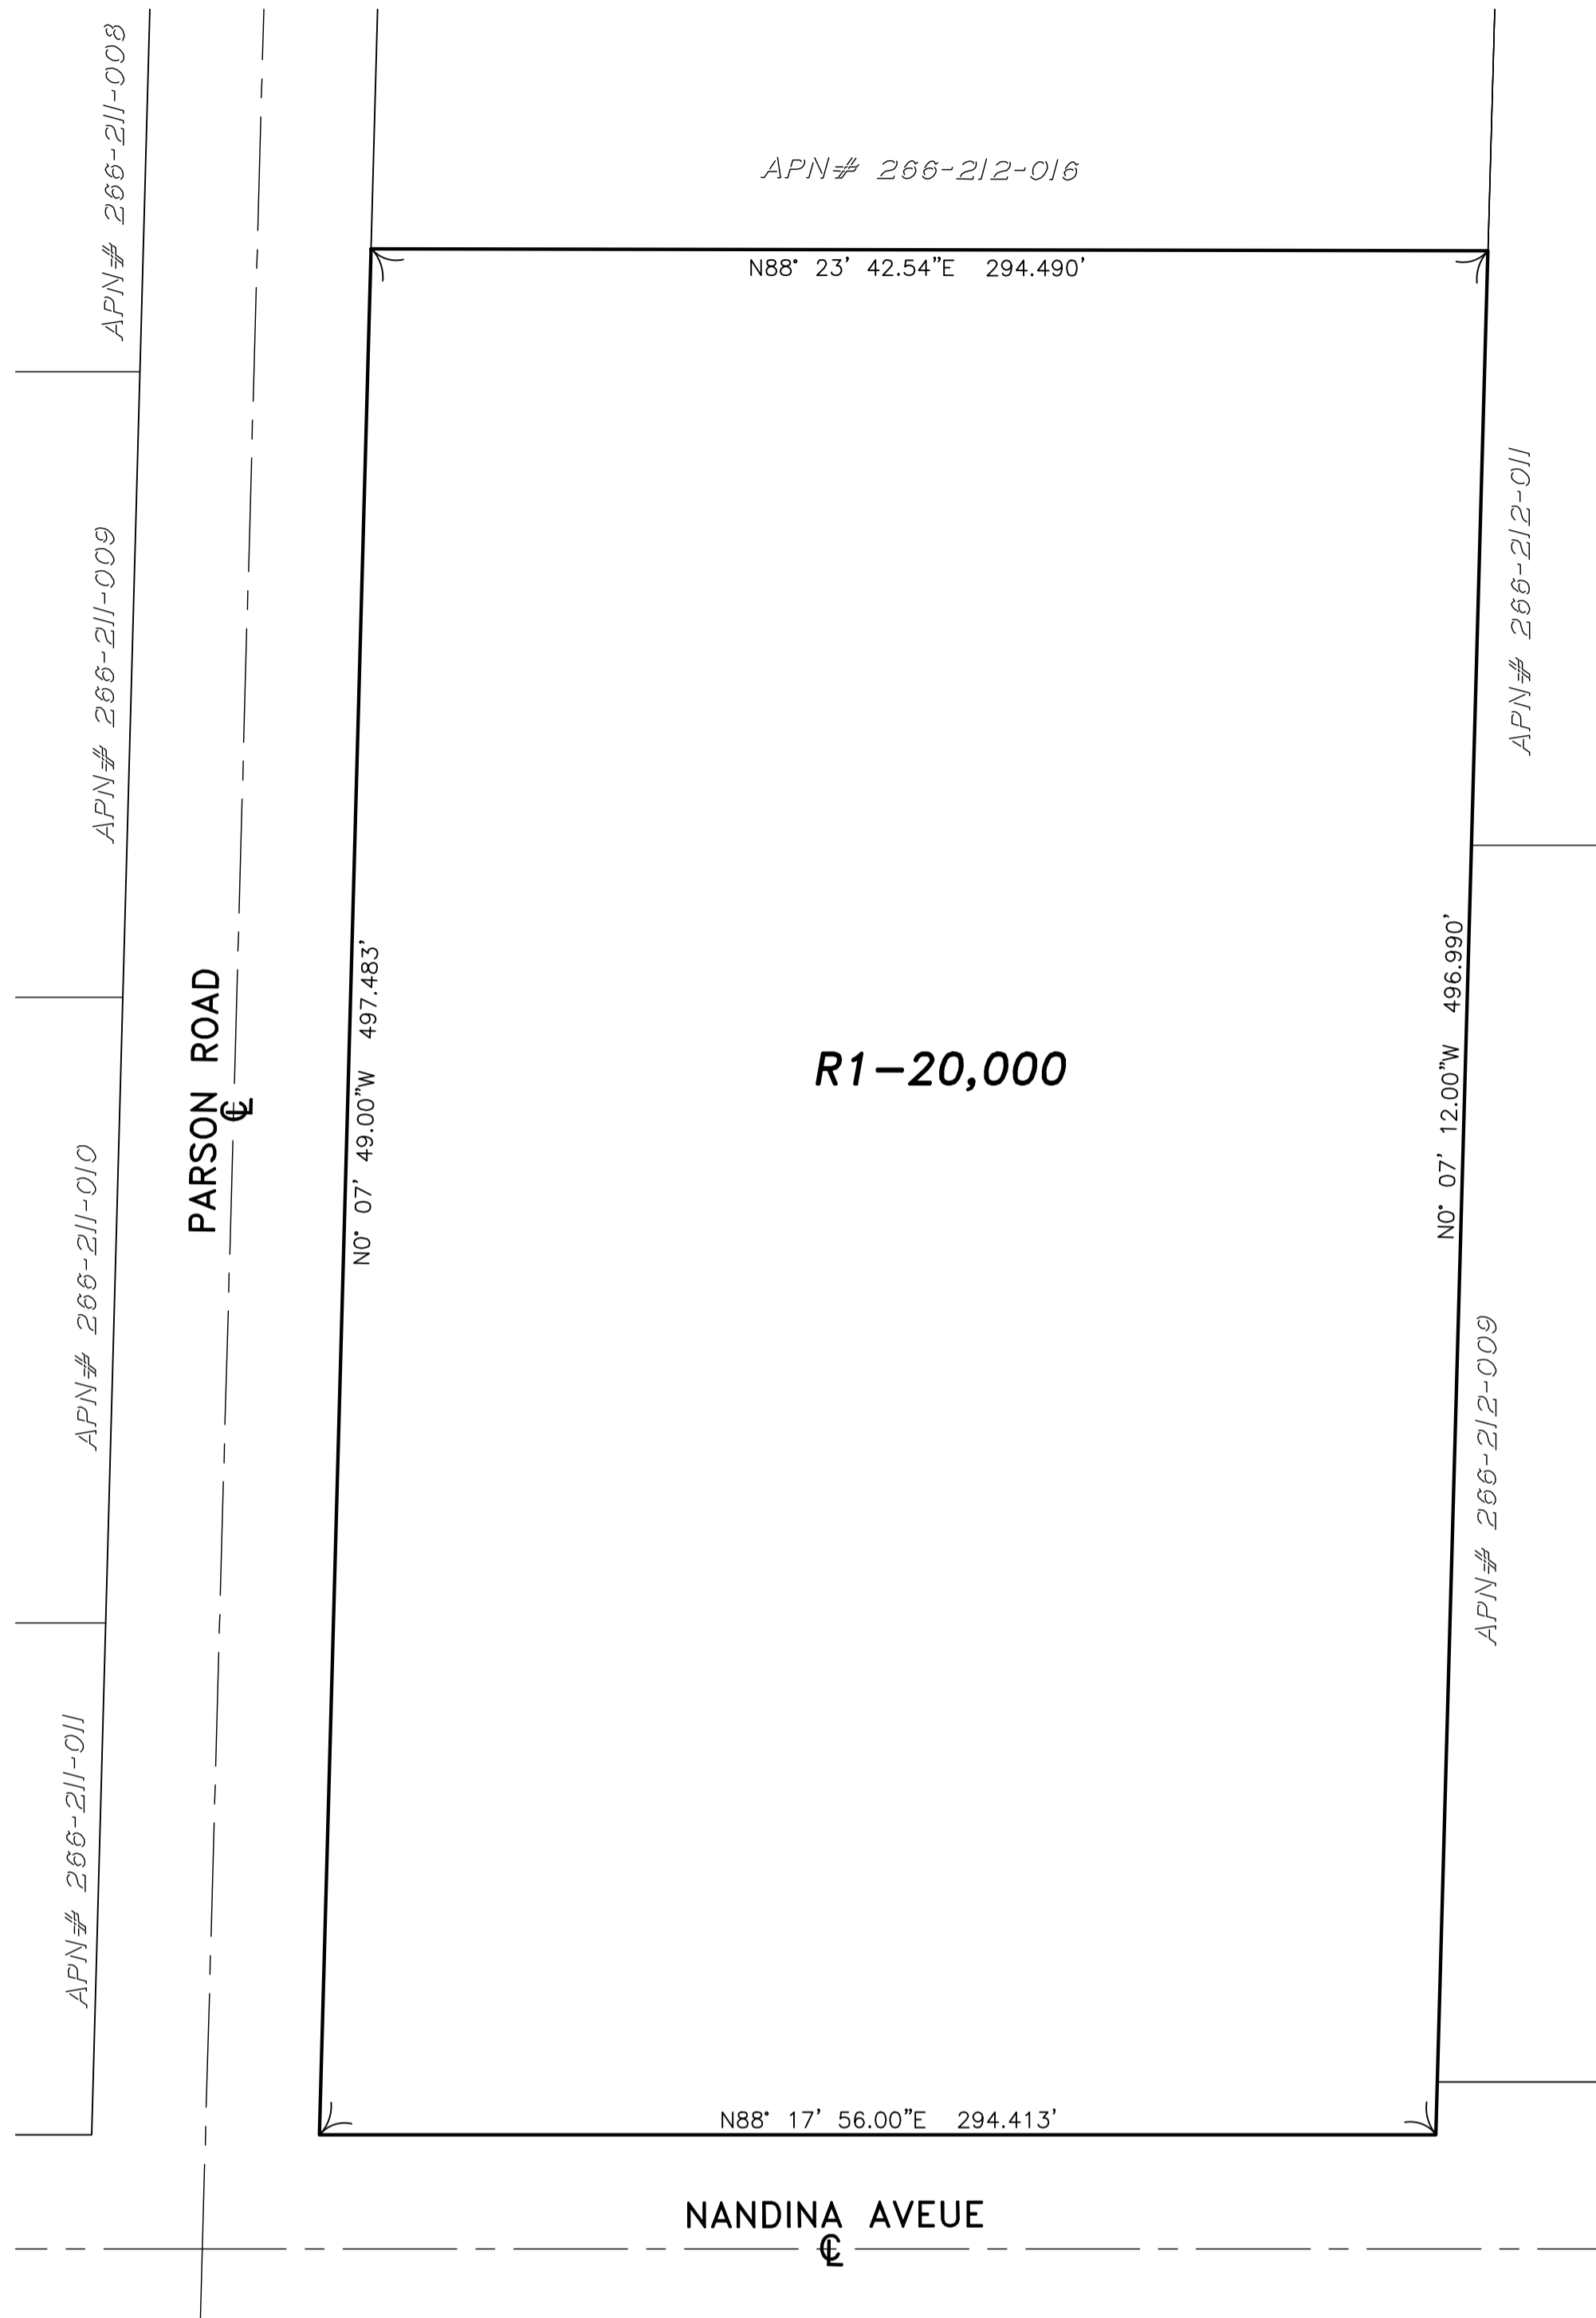 APN# 266-211-008
APN# 266-212-016
N88° 23' 42.54"E 294.490'
APN# 266-211-009
APN# 266-212-011
PARSON ROAD
℄
N0° 07' 49.00"W 497.483'
R1-20,000
N0° 07' 12.00"W 496.990'
APN# 266-211-010
APN# 266-212-009
APN# 266-211-011
N88° 17' 56.00"E 294.413'
NANDINA AVEUE
℄